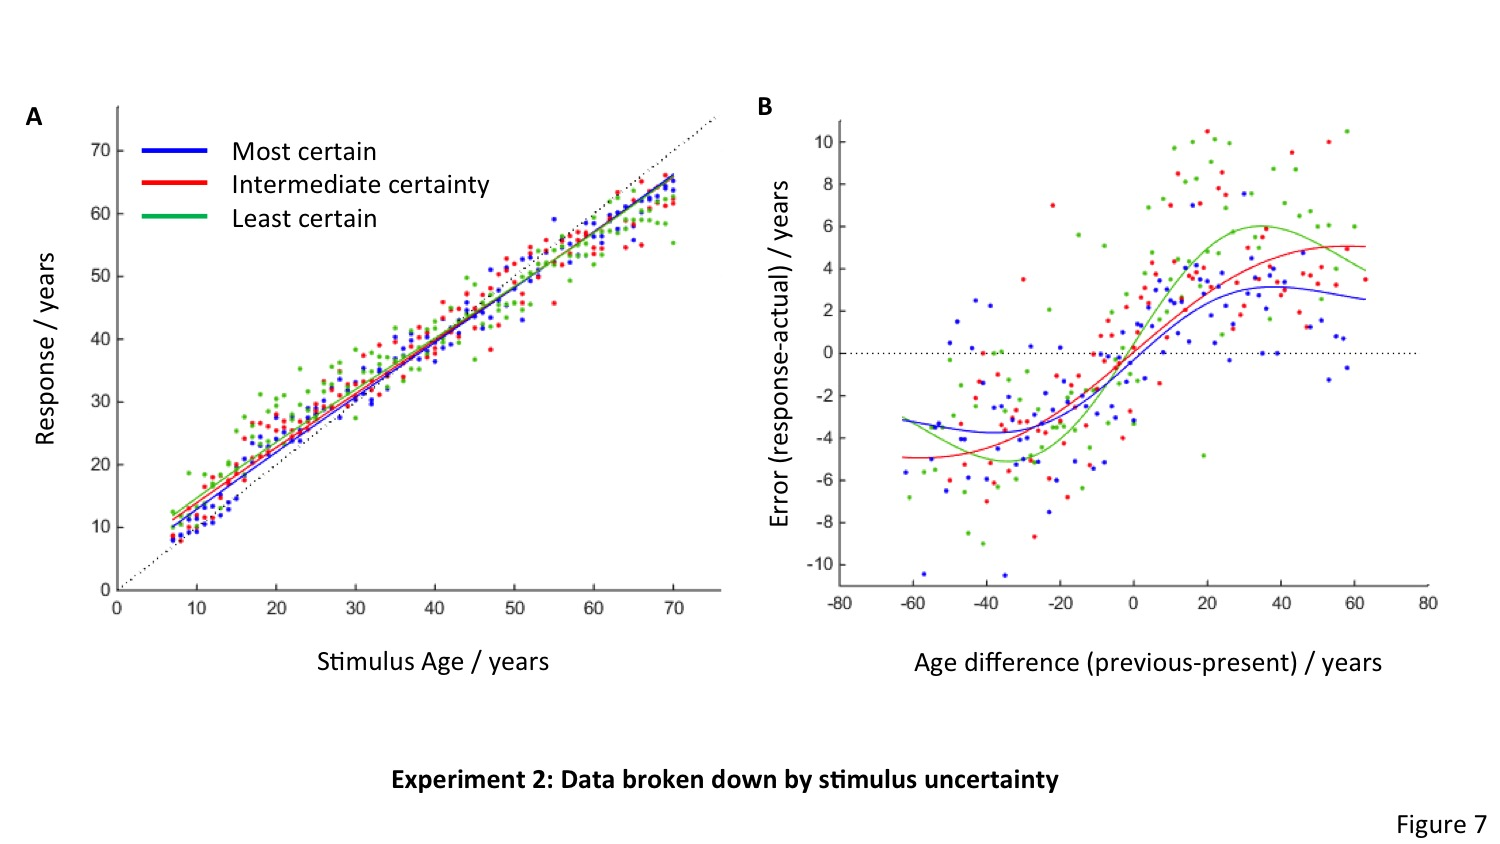 A
B
Most certain
Intermediate certainty
Least certain
70
60
50
40
30
20
10
0
0 10 20 30 40 50 60 70
Response / years
Stimulus Age / years
10
8
6
4
2
0
-2
-4
-6
-8
-10
-80 -60 -40 -20 0 20 40 60 80
Error (response-actual) / years
Age difference (previous-present) / years
Experiment 2: Data broken down by stimulus uncertainty
Figure 7